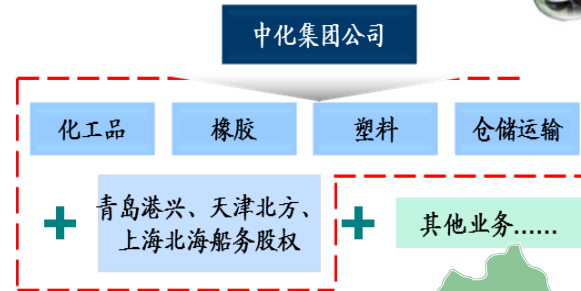 中化集团公司
化工品
橡胶
塑料
仓储运输
+
青岛港兴、天津北方、
上海北海船务股权
+
其他业务......